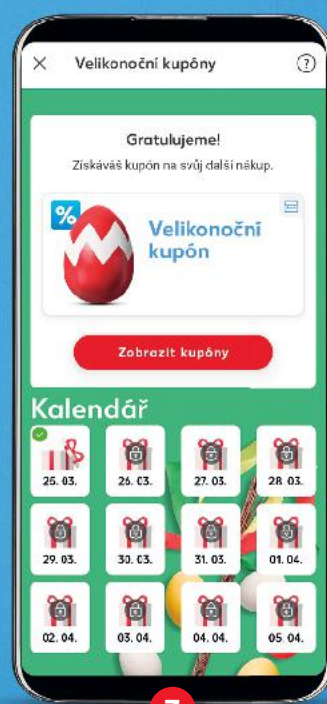 Velikonoční kupóny
?
Gratulujeme!
Získáváš kupón na svůj další nákup.
%
Velikonoční
kupón
Zobrazit kupóny
Kalendář
25. 03.
26. 03.
27. 03.
28. 03.
29. 03.
30. 03.
31. 03.
01. 04.
02. 04.
03. 04.
04. 04.
05. 04.